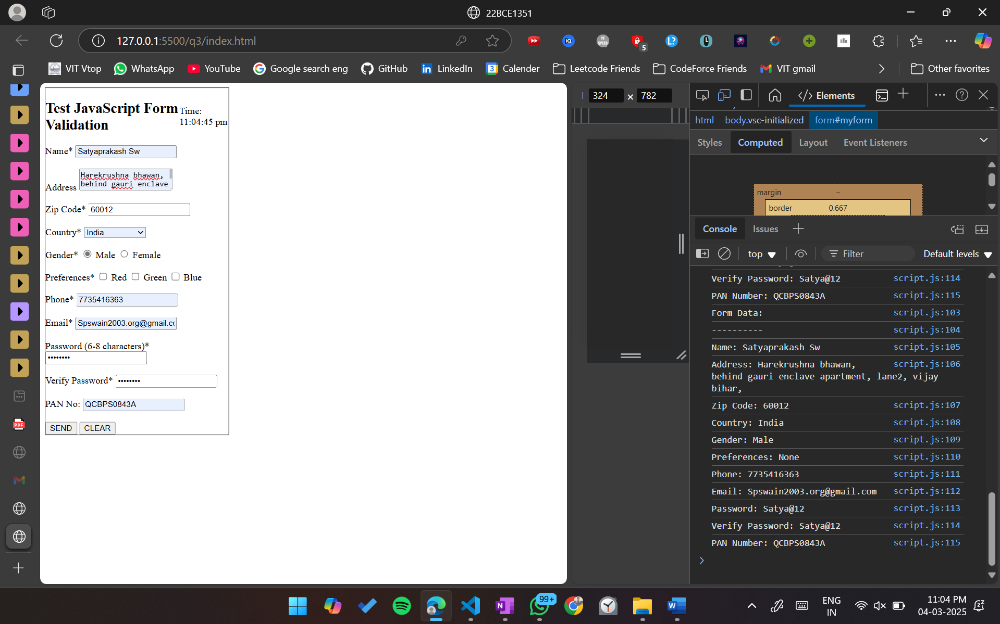 22BCE1351
127.0.0.1:5500/q3/index.html
YT
SPEED
5
VIT Vtop
WhatsApp
YouTube
Google search eng
GitHub
LinkedIn
Calender
Leetcode Friends
CodeForce Friends
VIT gmail
Other favorites
Test JavaScript Form
Validation
Time:
11:04:45 pm
Name* Satyaprakash Sw
Address Harekrushna bhawan,
behind gauri enclave
Zip Code* 60012
Country* India
Gender* Male Female
Preferences* Red Green Blue
Phone* 7735416363
Email* Spswain2003.org@gmail.cc
Password (6-8 characters)*
••••••••
Verify Password* ••••••••
PAN No: QCBPS0843A
SEND CLEAR
324 × 782
</> Elements
html body.vsc-initialized form#myform
Styles Computed Layout Event Listeners
margin –
border 0.667
Console Issues
top Filter Default levels
Verify Password: Satya@12 script.js:114
PAN Number: QCBPS0843A script.js:115
Form Data: script.js:103
---------- script.js:104
Name: Satyaprakash Sw script.js:105
Address: Harekrushna bhawan, script.js:106
behind gauri enclave apartment, lane2, vijay
bihar,
Zip Code: 60012 script.js:107
Country: India script.js:108
Gender: Male script.js:109
Preferences: None script.js:110
Phone: 7735416363 script.js:111
Email: Spswain2003.org@gmail.com script.js:112
Password: Satya@12 script.js:113
Verify Password: Satya@12 script.js:114
PAN Number: QCBPS0843A script.js:115
PDF
99+
ENG
IN
11:04 PM
04-03-2025